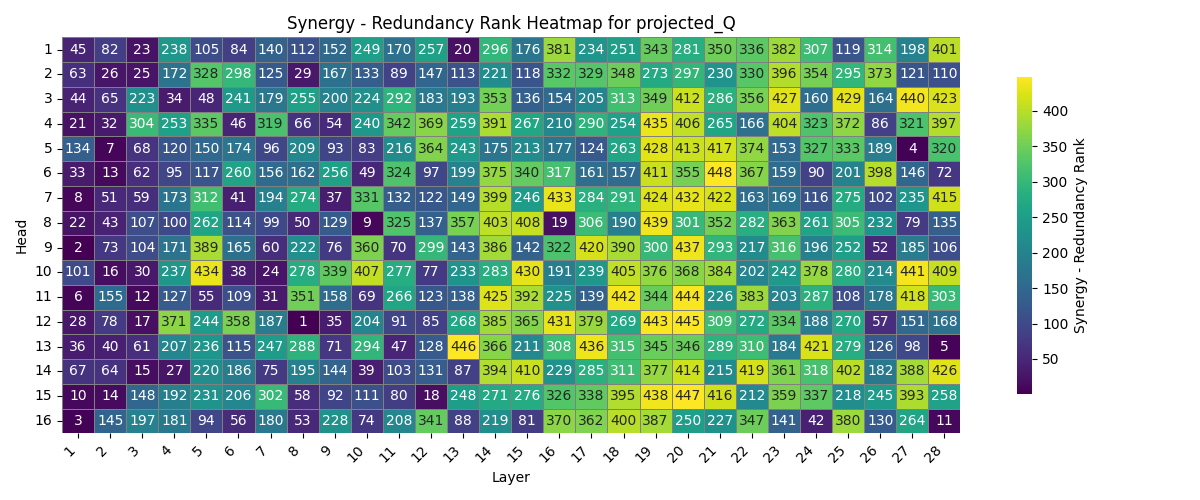 Synergy - Redundancy Rank Heatmap for projected_Q
1 45 82 23 238 105 84 140 112 152 249 170 257 20 296 176 381 234 251 343 281 350 336 382 307 119 314 198 401
2 63 26 25 172 328 298 125 29 167 133 89 147 113 221 118 332 329 348 273 297 230 330 396 354 295 373 121 110
3 44 65 223 34 48 241 179 255 200 224 292 183 193 353 136 154 205 313 349 412 286 356 427 160 429 164 440 423
4 21 32 304 253 335 46 319 66 54 240 342 369 259 391 267 210 290 254 435 406 265 166 404 323 372 86 321 397
5 134 7 68 120 150 174 96 209 93 83 216 364 243 175 213 177 124 263 428 413 417 374 153 327 333 189 4 320
6 33 13 62 95 117 260 156 162 256 49 324 97 199 375 340 317 161 157 411 355 448 367 159 90 201 398 146 72
7 8 51 59 173 312 41 194 274 37 331 132 122 149 399 246 433 284 291 424 432 422 163 169 116 275 102 235 415
8 22 43 107 100 262 114 99 50 129 9 325 137 357 403 408 19 306 190 439 301 352 282 363 261 305 232 79 135
9 2 73 104 171 389 165 60 222 76 360 70 299 143 386 142 322 420 390 300 437 293 217 316 196 252 52 185 106
10 101 16 30 237 434 38 24 278 339 407 277 77 233 283 430 191 239 405 376 368 384 202 242 378 280 214 441 409
11 6 155 12 127 55 109 31 351 158 69 266 123 138 425 392 225 139 442 344 444 226 383 203 287 108 178 418 303
12 28 78 17 371 244 358 187 1 35 204 91 85 268 385 365 431 379 269 443 445 309 272 334 188 270 57 151 168
13 36 40 61 207 236 115 247 288 71 294 47 128 446 366 211 308 436 315 345 346 289 310 184 421 279 126 98 5
14 67 64 15 27 220 186 75 195 144 39 103 131 87 394 410 229 285 311 377 414 215 419 361 318 402 182 388 426
15 10 14 148 192 231 206 302 58 92 111 80 18 248 271 276 326 338 395 438 447 416 212 359 337 218 245 393 258
16 3 145 197 181 94 56 180 53 228 74 208 341 88 219 81 370 362 400 387 250 227 347 141 42 380 130 264 11
1 2 3 4 5 6 7 8 9 10 11 12 13 14 15 16 17 18 19 20 21 22 23 24 25 26 27 28
Layer
Head
400
350
300
250
200
150
100
50
Synergy - Redundancy Rank